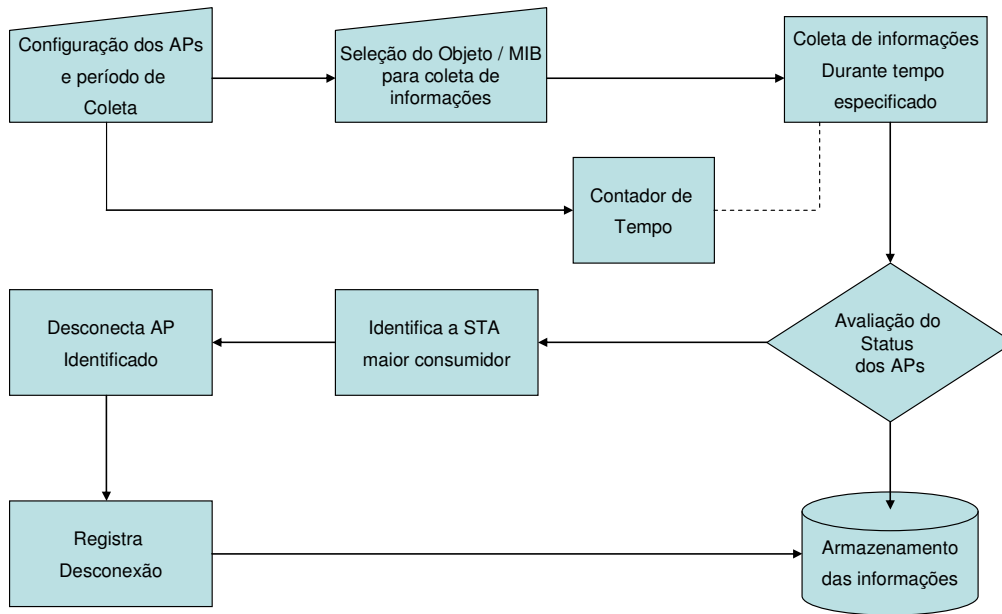 Configuração dos APs
e período de
Coleta
Seleção do Objeto / MIB
para coleta de
informações
Coleta de informações
Durante tempo
especificado
Contador de
Tempo
Desconecta AP
Identificado
Identifica a STA
maior consumidor
Avaliação do
Status
dos APs
Registra
Desconexão
Armazenamento
das informações